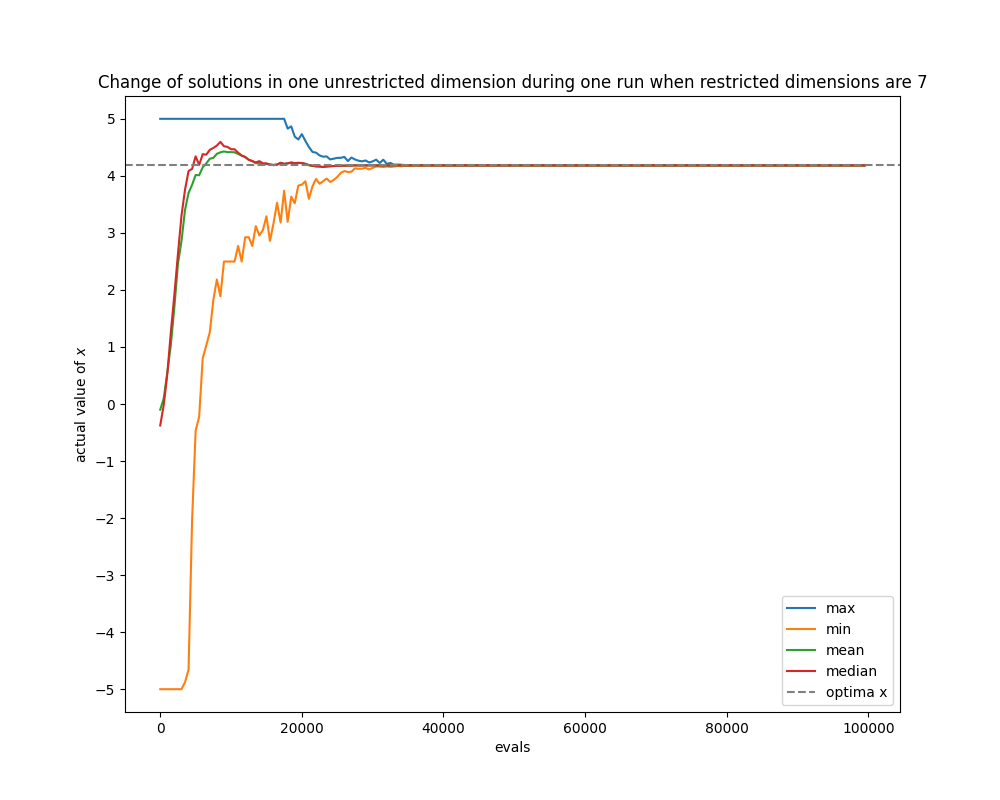 Change of solutions in one unrestricted dimension during one run when restricted dimensions are 7
5
4
3
2
1
0
−1
−2
−3
−4
−5
actual value of x
max
min
mean
median
optima x
0 20000 40000 60000 80000 100000
evals